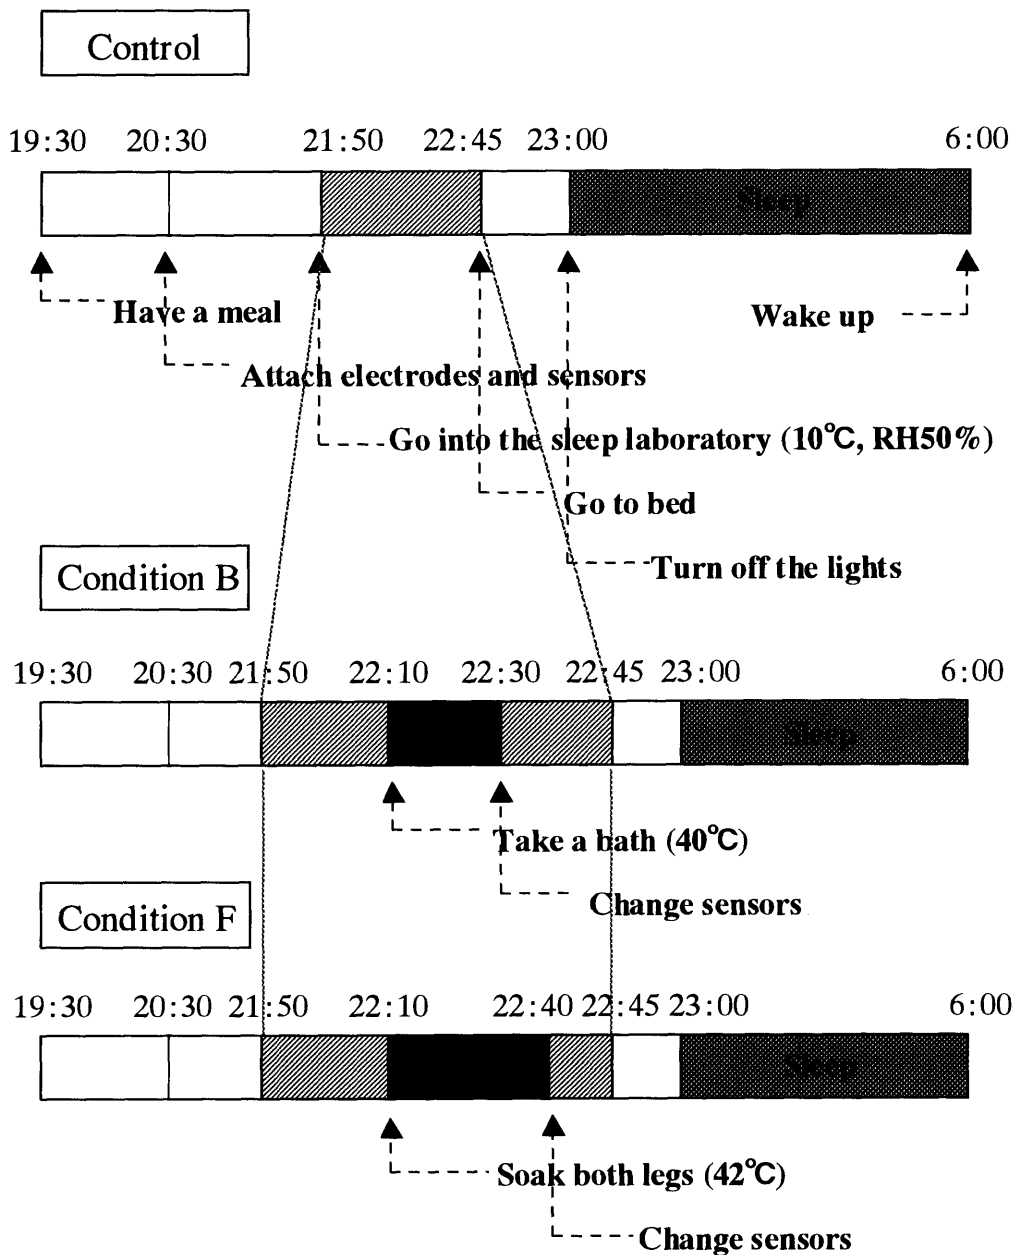 Control
19:30 20:30 21:50 22:45 23:00 6:00
Sleep
Have a meal
Wake up
Attach electrodes and sensors
Go into the sleep laboratory (10℃, RH50%)
Go to bed
Turn off the lights
Condition B
19:30 20:30 21:50 22:10 22:30 22:45 23:00 6:00
Sleep
Take a bath (40℃)
Change sensors
Condition F
19:30 20:30 21:50 22:10 22:40 22:45 23:00 6:00
Sleep
Soak both legs (42℃)
Change sensors